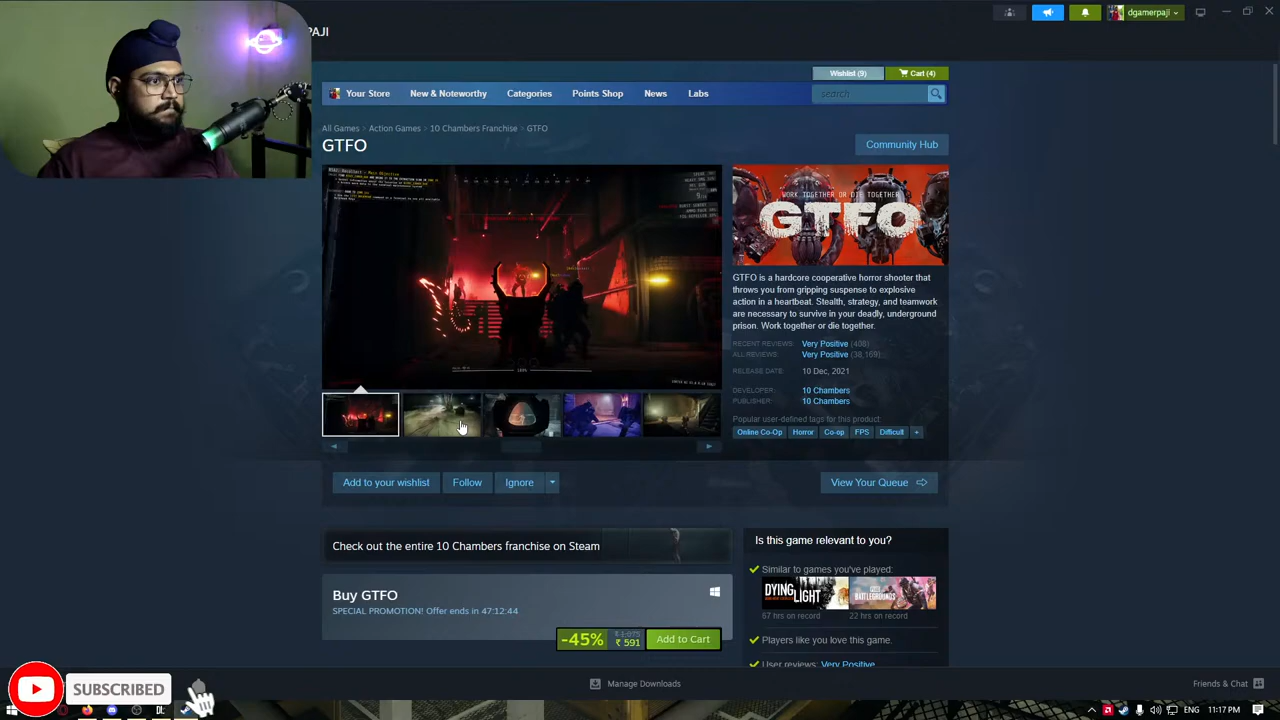 PAJI
dgamerpaji
Wishlist (9)
Cart (4)
Your Store
New & Noteworthy
Categories
Points Shop
News
Labs
search
All Games > Action Games > 10 Chambers Franchise > GTFO
GTFO
Community Hub
WORK TOGETHER OR DIE TOGETHER
GTFO
GTFO is a hardcore cooperative horror shooter that
throws you from gripping suspense to explosive
action in a heartbeat. Stealth, strategy, and teamwork
are necessary to survive in your deadly, underground
prison. Work together or die together.
RECENT REVIEWS: Very Positive (408)
ALL REVIEWS: Very Positive (38,169)
RELEASE DATE: 10 Dec, 2021
DEVELOPER: 10 Chambers
PUBLISHER: 10 Chambers
Popular user-defined tags for this product:
Online Co-Op
Horror
Co-op
FPS
Difficult
+
Add to your wishlist
Follow
Ignore
View Your Queue
Check out the entire 10 Chambers franchise on Steam
Is this game relevant to you?
Similar to games you've played:
DYING LIGHT
BATTLEGROUNDS
67 hrs on record
22 hrs on record
Players like you love this game.
User reviews: Very Positive
Buy GTFO
SPECIAL PROMOTION! Offer ends in 47:12:44
-45%
₹ 1,075
₹ 591
Add to Cart
SUBSCRIBED
Manage Downloads
Friends & Chat
ENG
11:17 PM